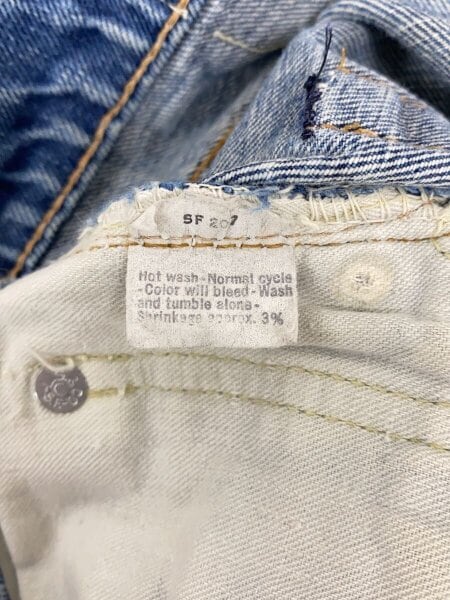 SF 207
Hot wash-Normal cycle
-Color will bleed-Wash
and tumble alone-
Shrinkage approx. 3%